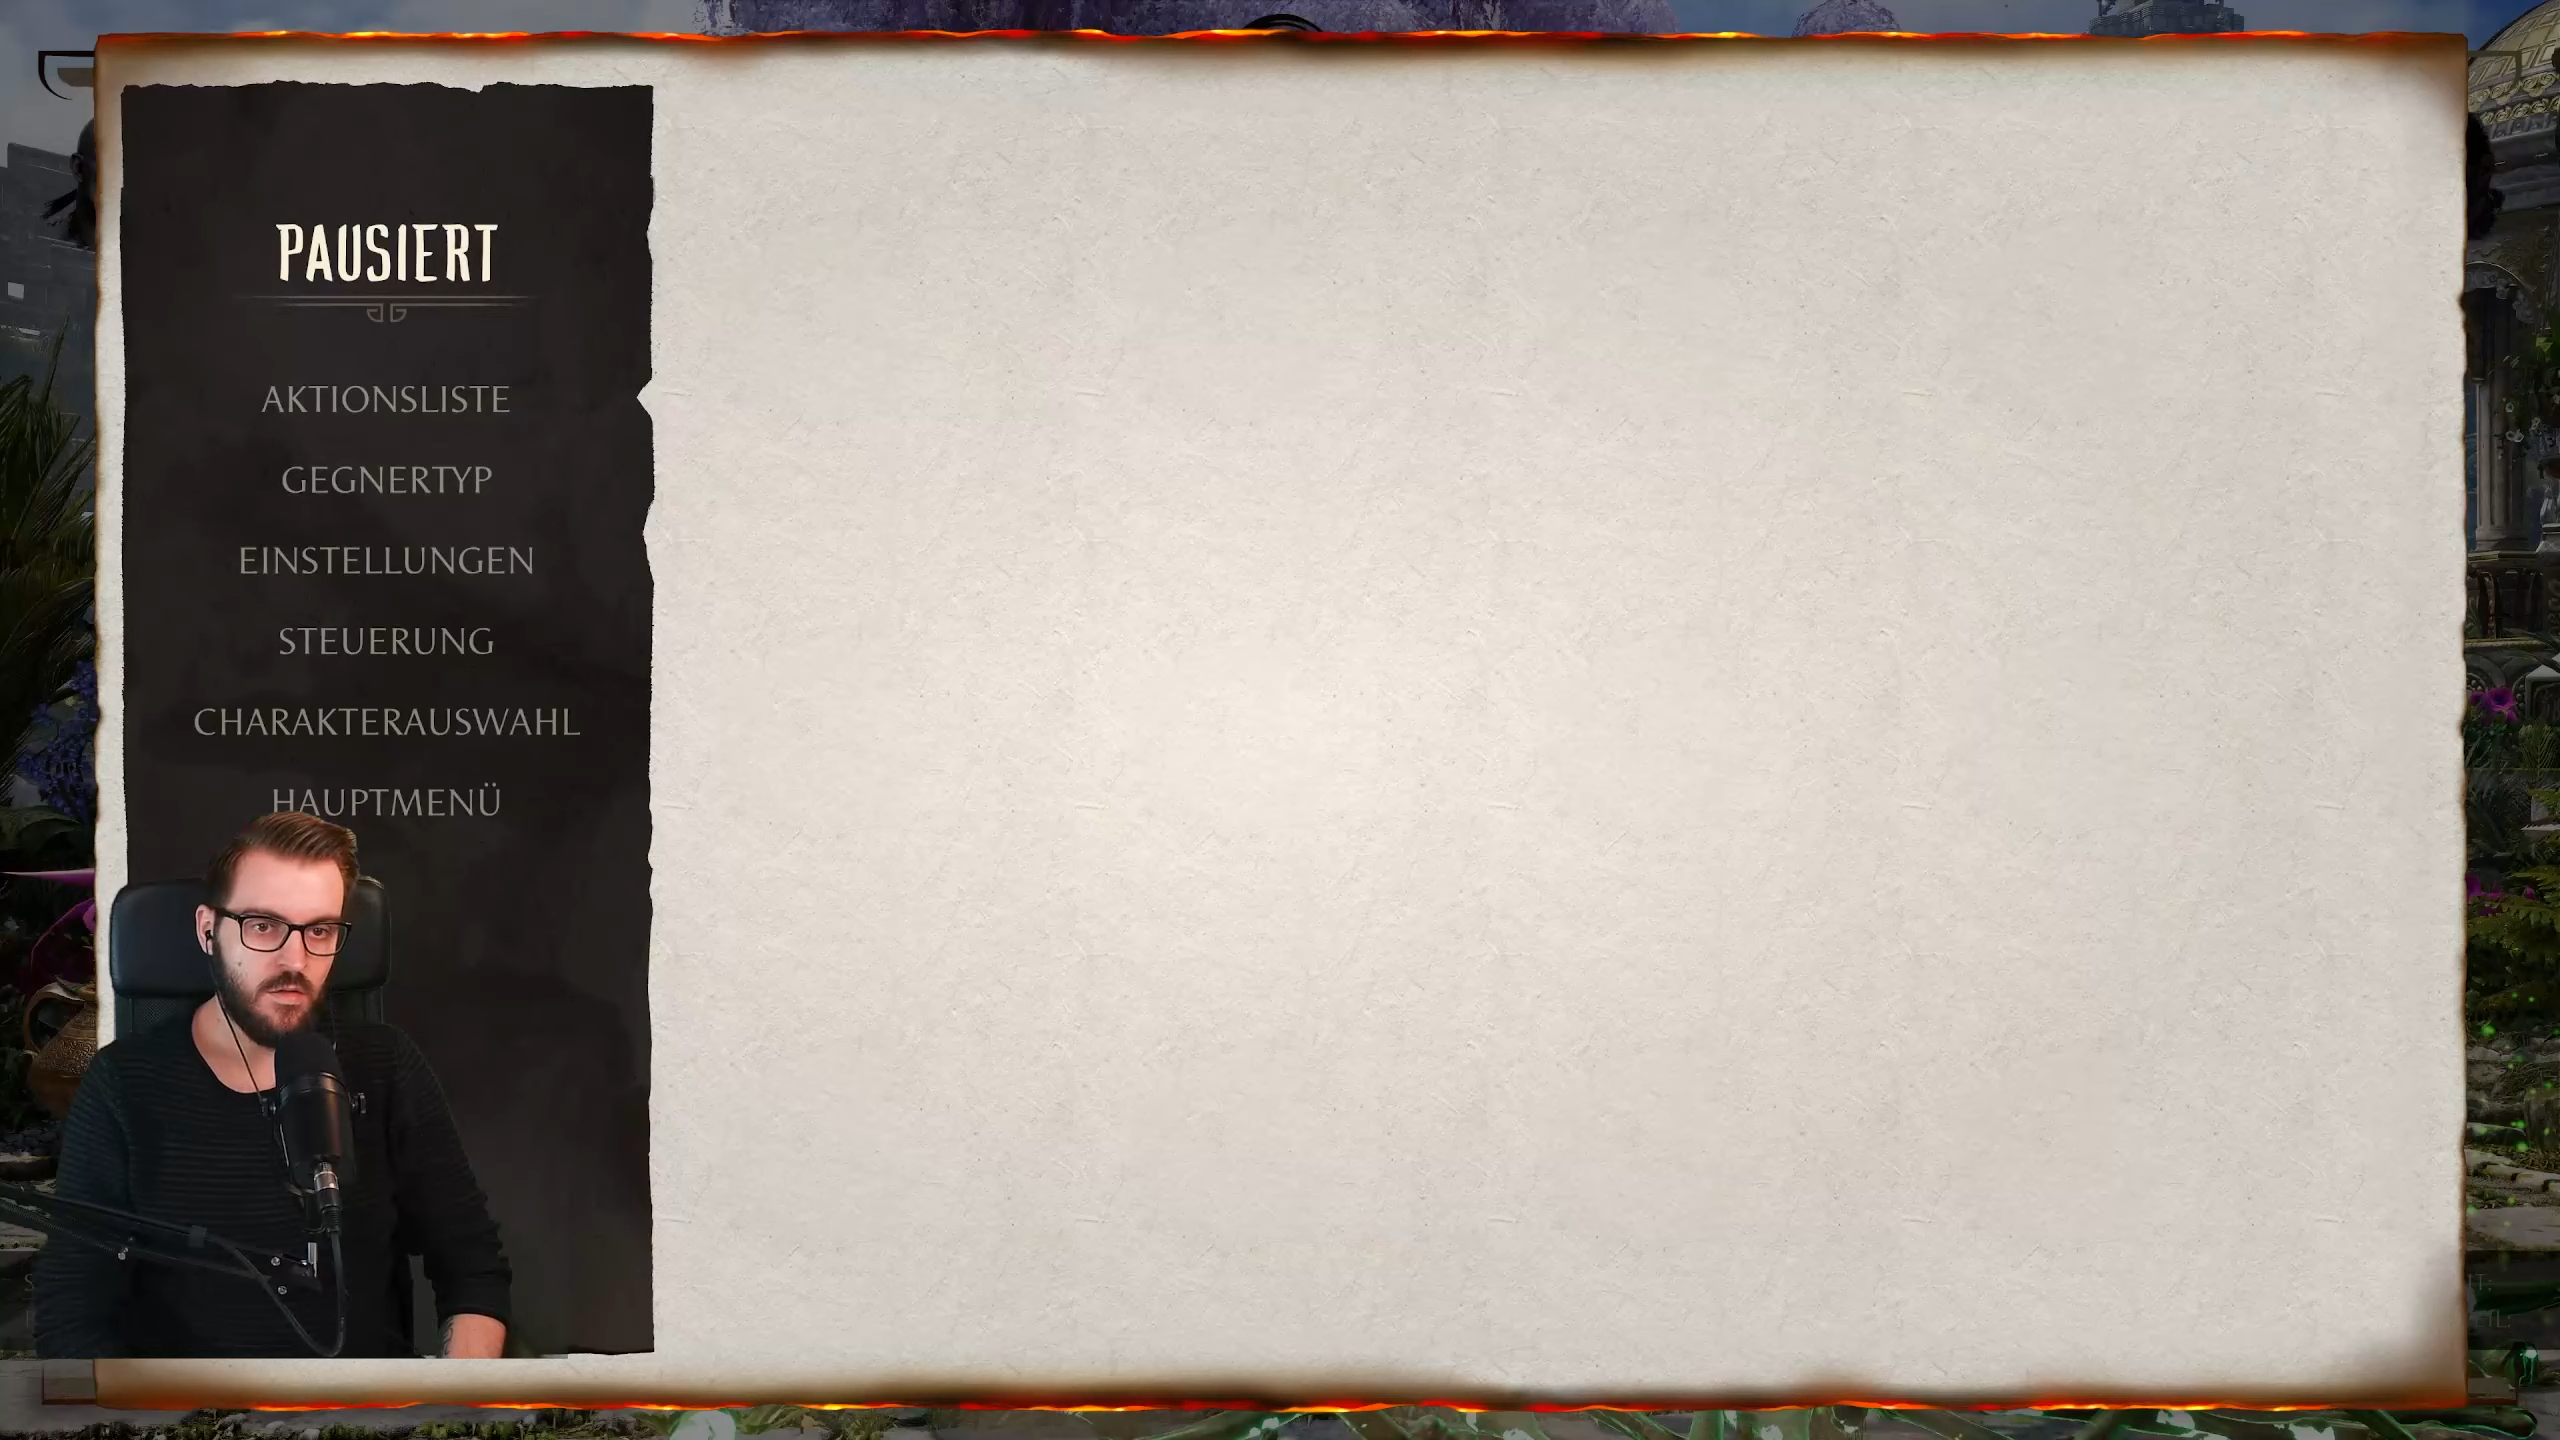 PAUSIERT
AKTIONSLISTE
GEGNERTYP
EINSTELLUNGEN
STEUERUNG
CHARAKTERAUSWAHL
HAUPTMENÜ